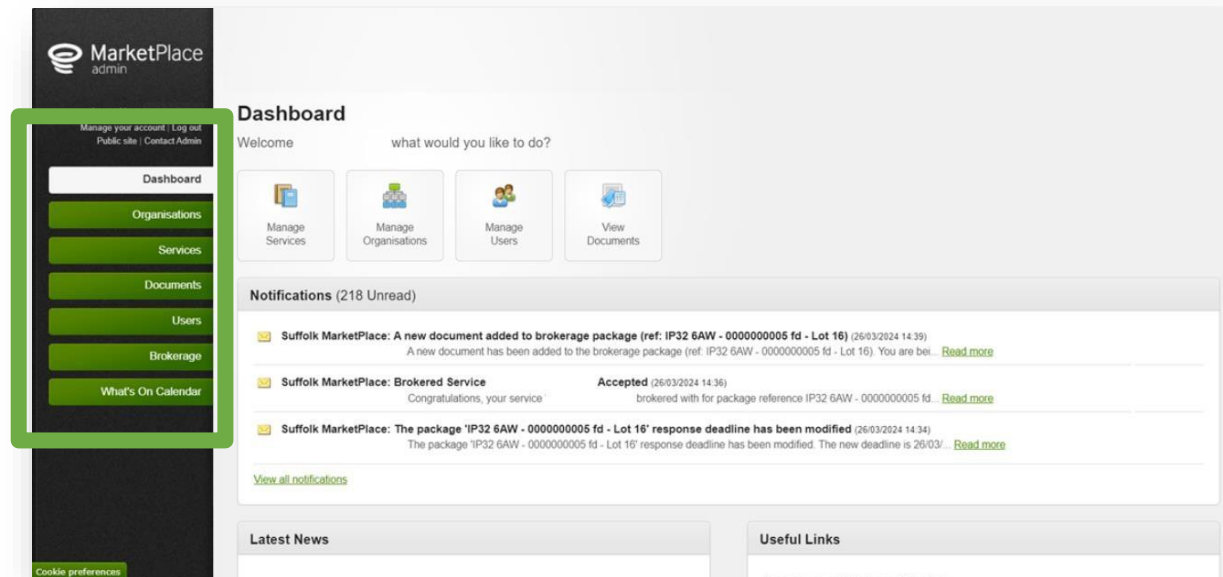 MarketPlace
admin
Manage your account | Log out
Public site | Contact Admin
Dashboard
Organisations
Services
Documents
Users
Brokerage
What's On Calendar
Cookie preferences
Dashboard
Welcome what would you like to do?
Manage Services
Manage Organisations
Manage Users
View Documents
Notifications (218 Unread)
Suffolk MarketPlace: A new document added to brokerage package (ref: IP32 6AW - 0000000005 fd - Lot 16) (26/03/2024 14:39)
A new document has been added to the brokerage package (ref: IP32 6AW - 0000000005 fd - Lot 16). You are bei... Read more
Suffolk MarketPlace: Brokered Service Accepted (26/03/2024 14:36)
Congratulations, your service brokered with for package reference IP32 6AW - 0000000005 fd... Read more
Suffolk MarketPlace: The package 'IP32 6AW - 0000000005 fd - Lot 16' response deadline has been modified (26/03/2024 14:34)
The package 'IP32 6AW - 0000000005 fd - Lot 16' response deadline has been modified. The new deadline is 26/03/... Read more
View all notifications
Latest News
Useful Links